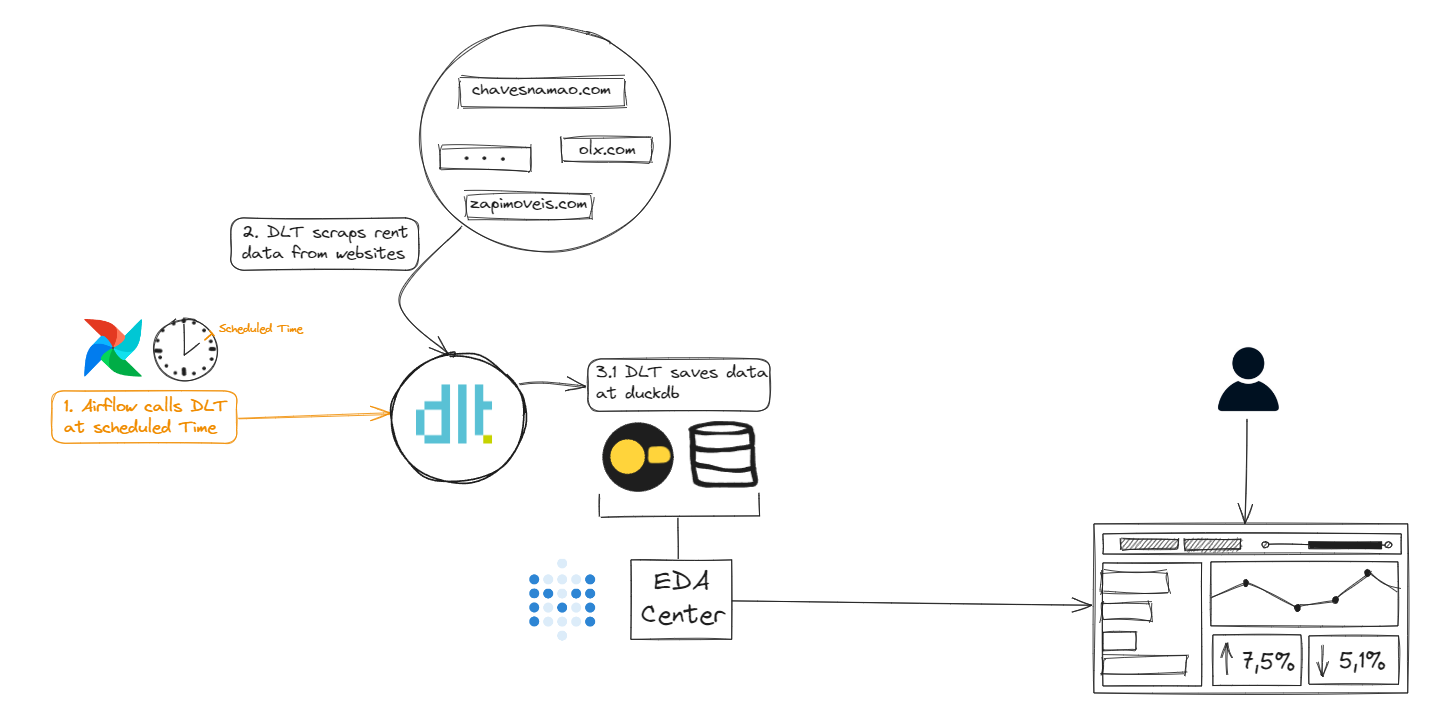 chavesnamao.com
. . .
olx.com
zapimoveis.com
2. DLT scraps rent
data from websites
Scheduled Time
1. Airflow calls DLT
at scheduled Time
dlt.
3.1 DLT saves data
at duckdb
EDA
Center
7,5%
5,1%